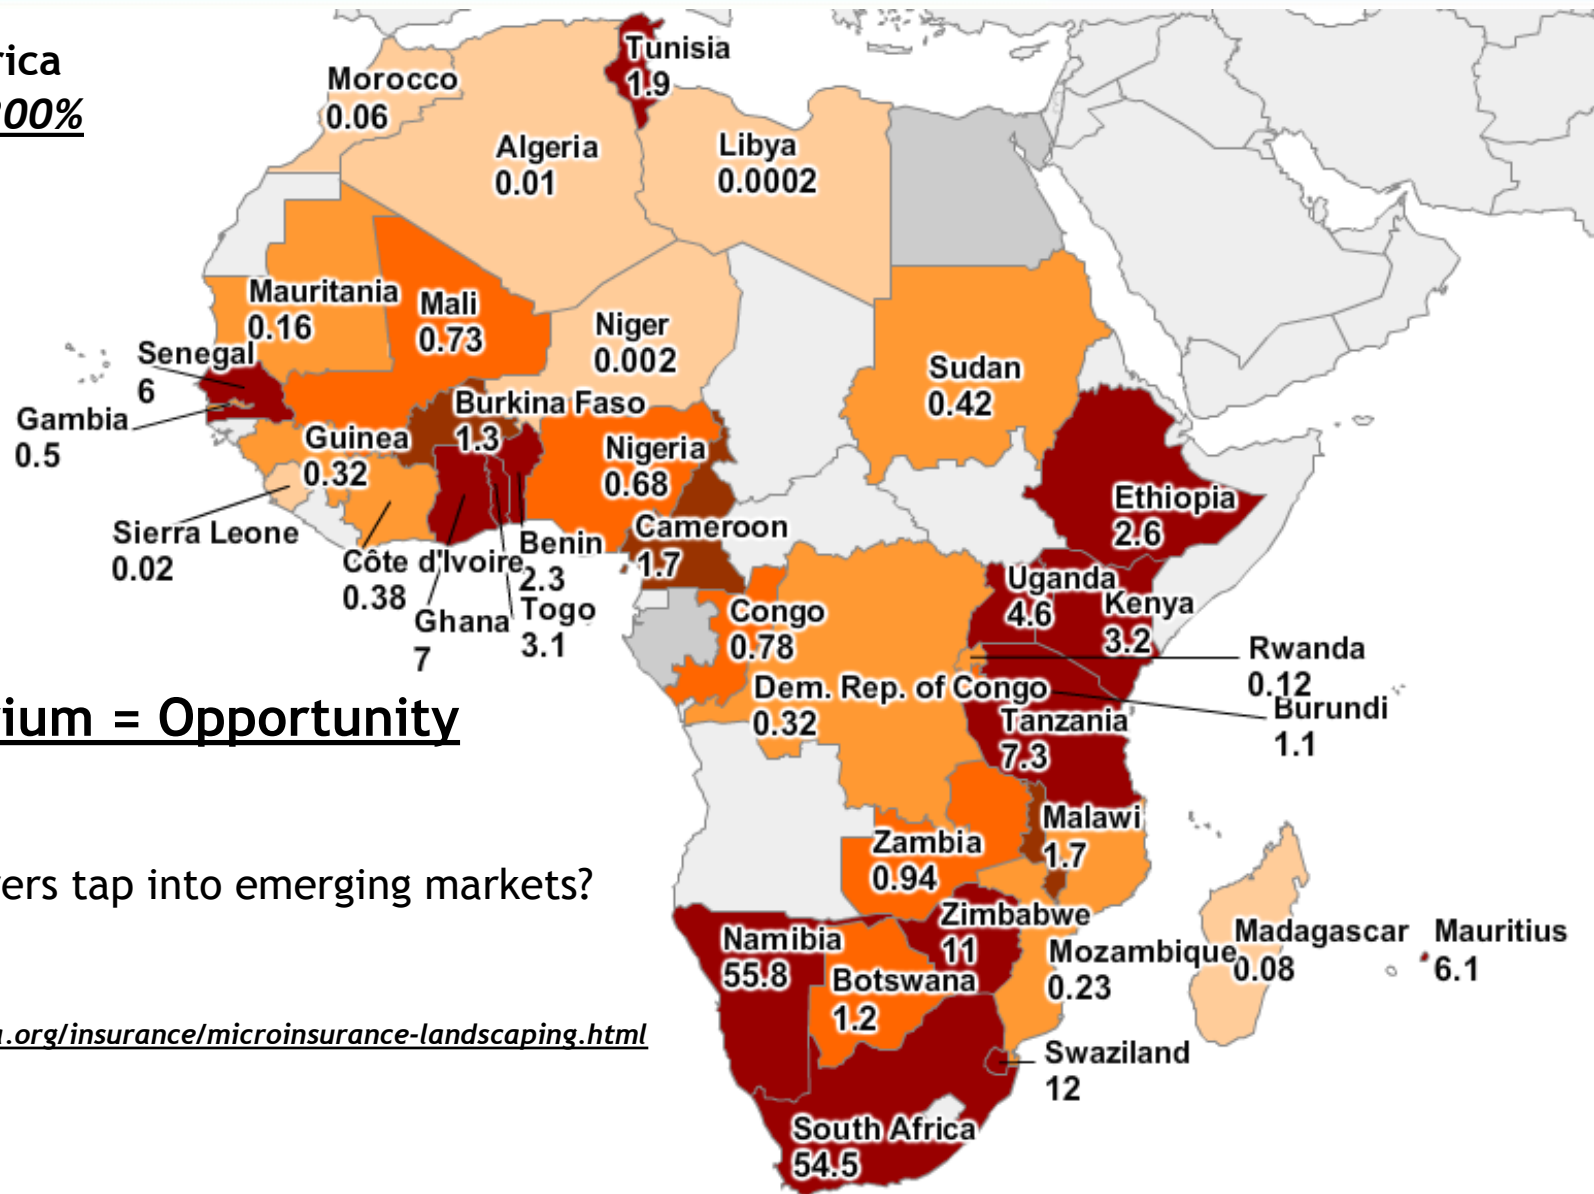 rica
200%
Tunisia
1.9
Morocco
0.06
Algeria
0.01
Libya
0.0002
Mauritania
0.16
Mali
0.73
Niger
0.002
Senegal
6
Sudan
0.42
Gambia
0.5
Burkina Faso
1.3
Guinea
0.32
Nigeria
0.68
Ethiopia
2.6
Sierra Leone
0.02
Cameroon
1.7
Côte d'Ivoire
0.38
Benin
2.3
Ghana
7
Togo
3.1
Uganda
4.6
Kenya
3.2
Congo
0.78
Rwanda
0.12
Dem. Rep. of Congo
0.32
Burundi
1.1
Tanzania
7.3
rium = Opportunity
Malawi
1.7
Zambia
0.94
vers tap into emerging markets?
Zimbabwe
11
Namibia
55.8
Botswana
1.2
Mozambique
0.23
Madagascar
0.08
Mauritius
6.1
.org/insurance/microinsurance-landscaping.html
Swaziland
12
South Africa
54.5